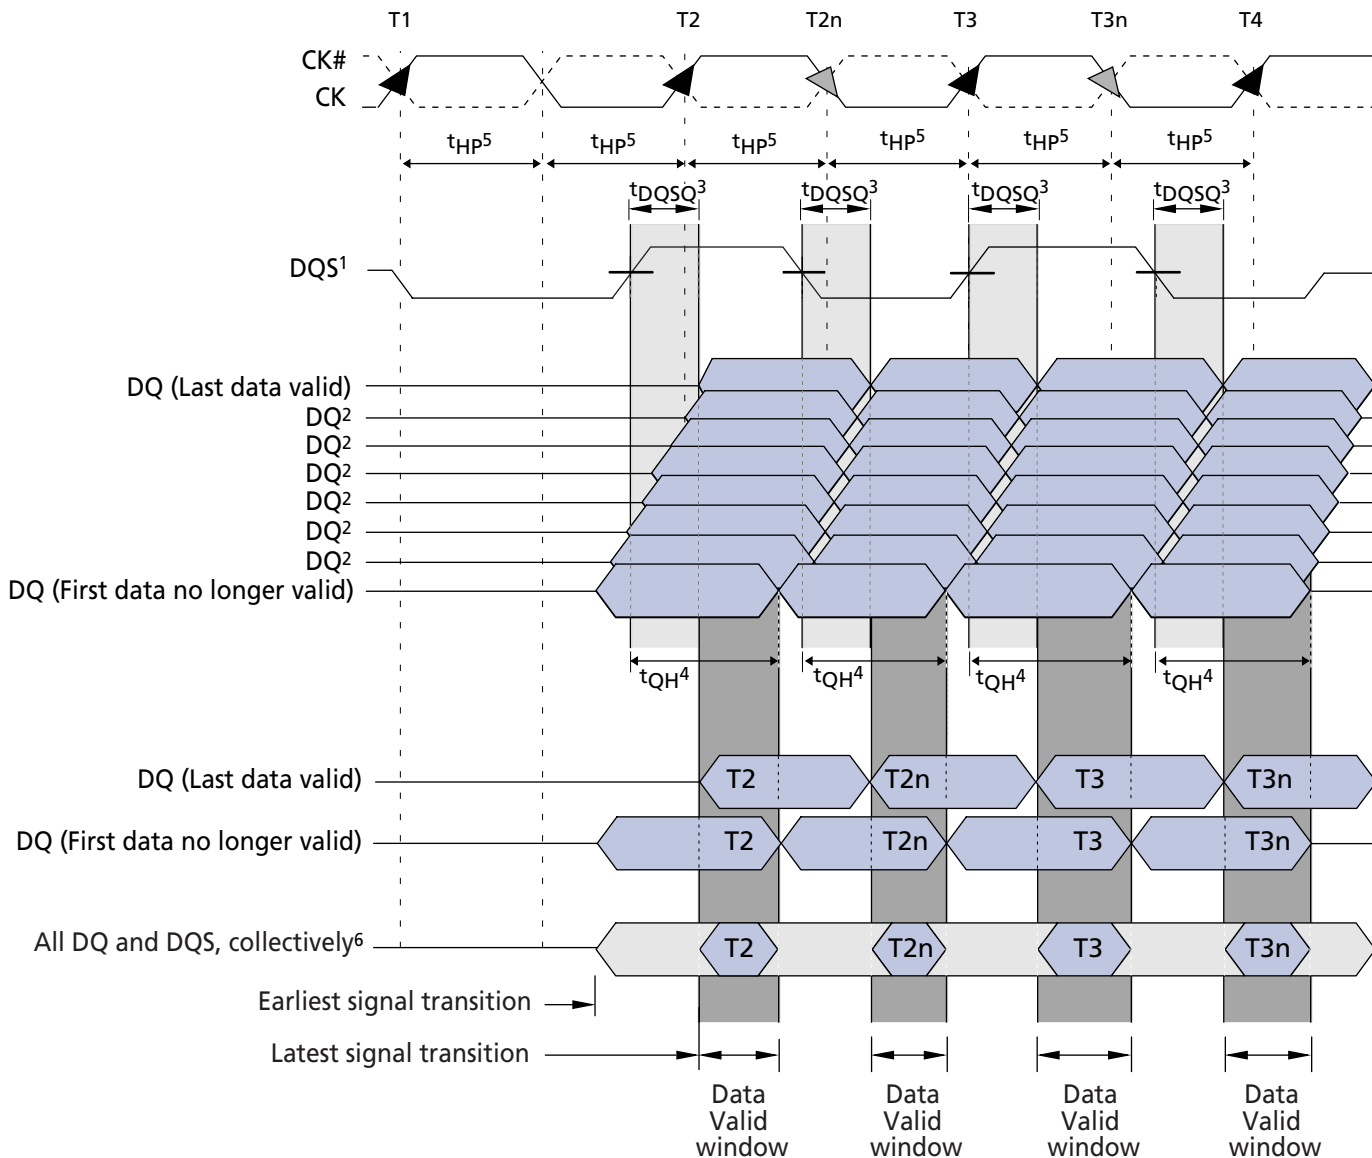 T1 T2 T2n T3 T3n T4
CK#
CK
tHP5 tHP5 tHP5 tHP5 tHP5 tHP5
tDQSQ3 tDQSQ3 tDQSQ3 tDQSQ3
DQS1
DQ (Last data valid)
DQ2
DQ2
DQ2
DQ2
DQ2
DQ2
DQ (First data no longer valid)
tQH4 tQH4 tQH4 tQH4
DQ (Last data valid) T2 T2n T3 T3n
DQ (First data no longer valid) T2 T2n T3 T3n
All DQ and DQS, collectively6 T2 T2n T3 T3n
Earliest signal transition
Latest signal transition
Data Data Data Data
Valid Valid Valid Valid
window window window window